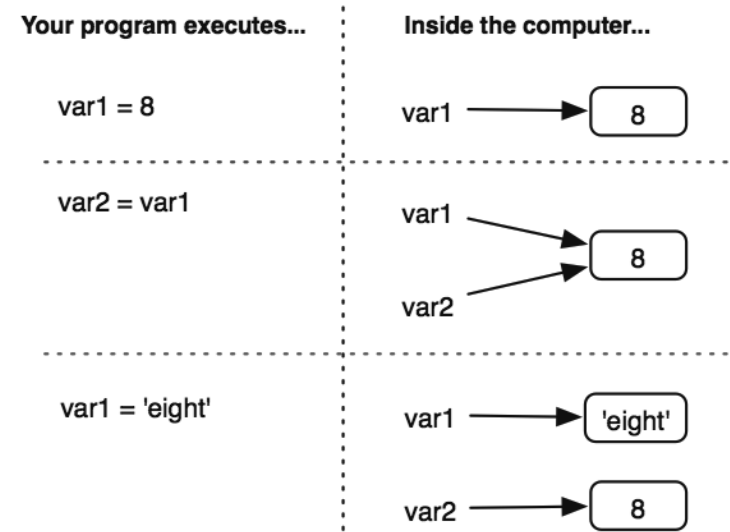 Your program executes...
Inside the computer...
var1 = 8
var1
8
var2 = var1
var1
8
var2
var1 = 'eight'
var1
'eight'
var2
8